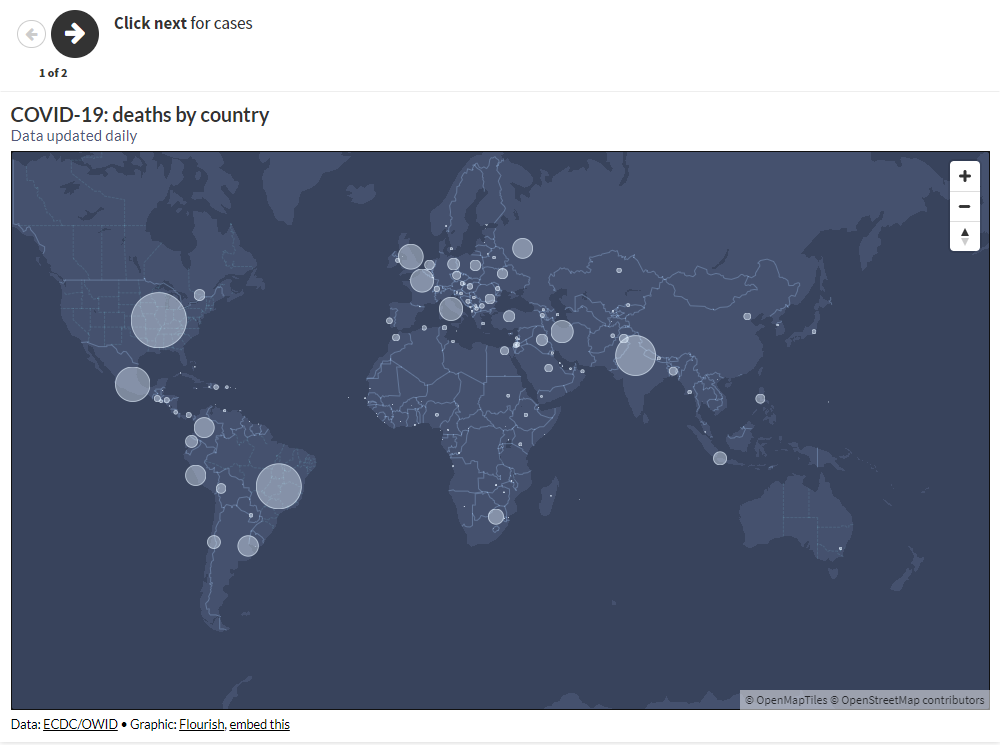 Click next for cases
1 of 2
COVID-19: deaths by country
Data updated daily
© OpenMapTiles © OpenStreetMap contributors
Data: ECDC/OWID • Graphic: Flourish, embed this